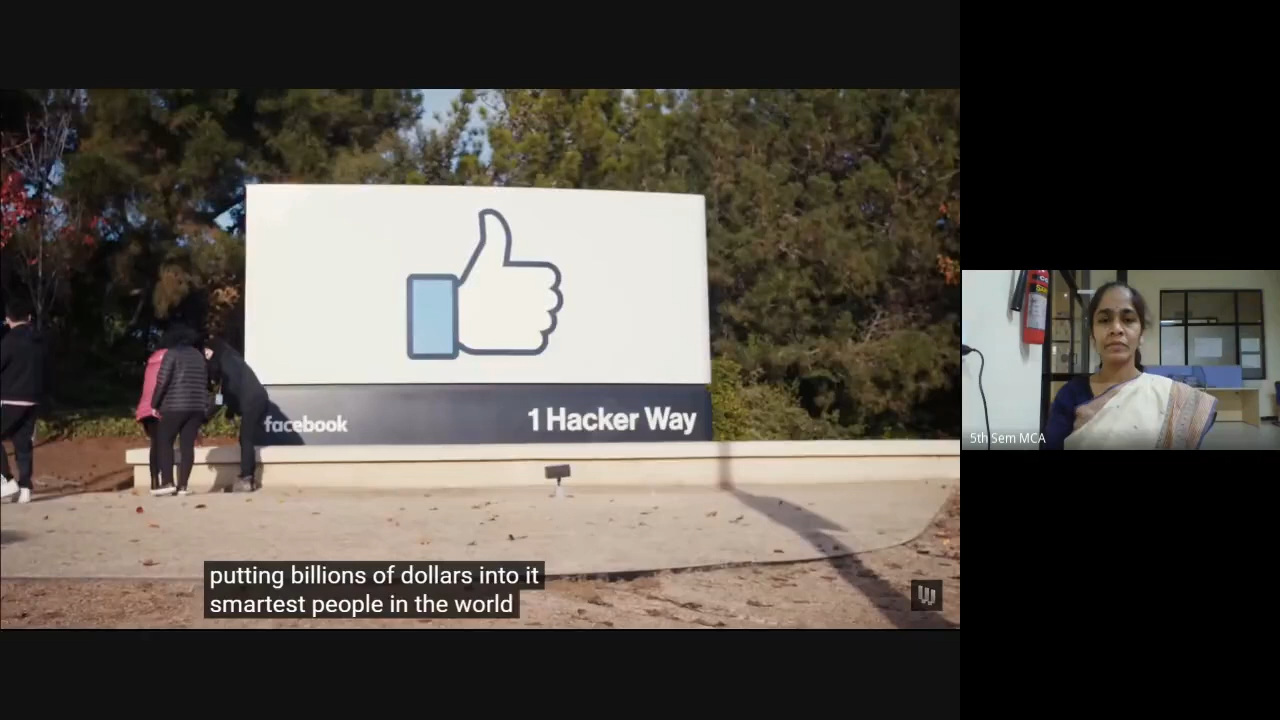 facebook
1 Hacker Way
putting billions of dollars into it
smartest people in the world
5th Sem MCA